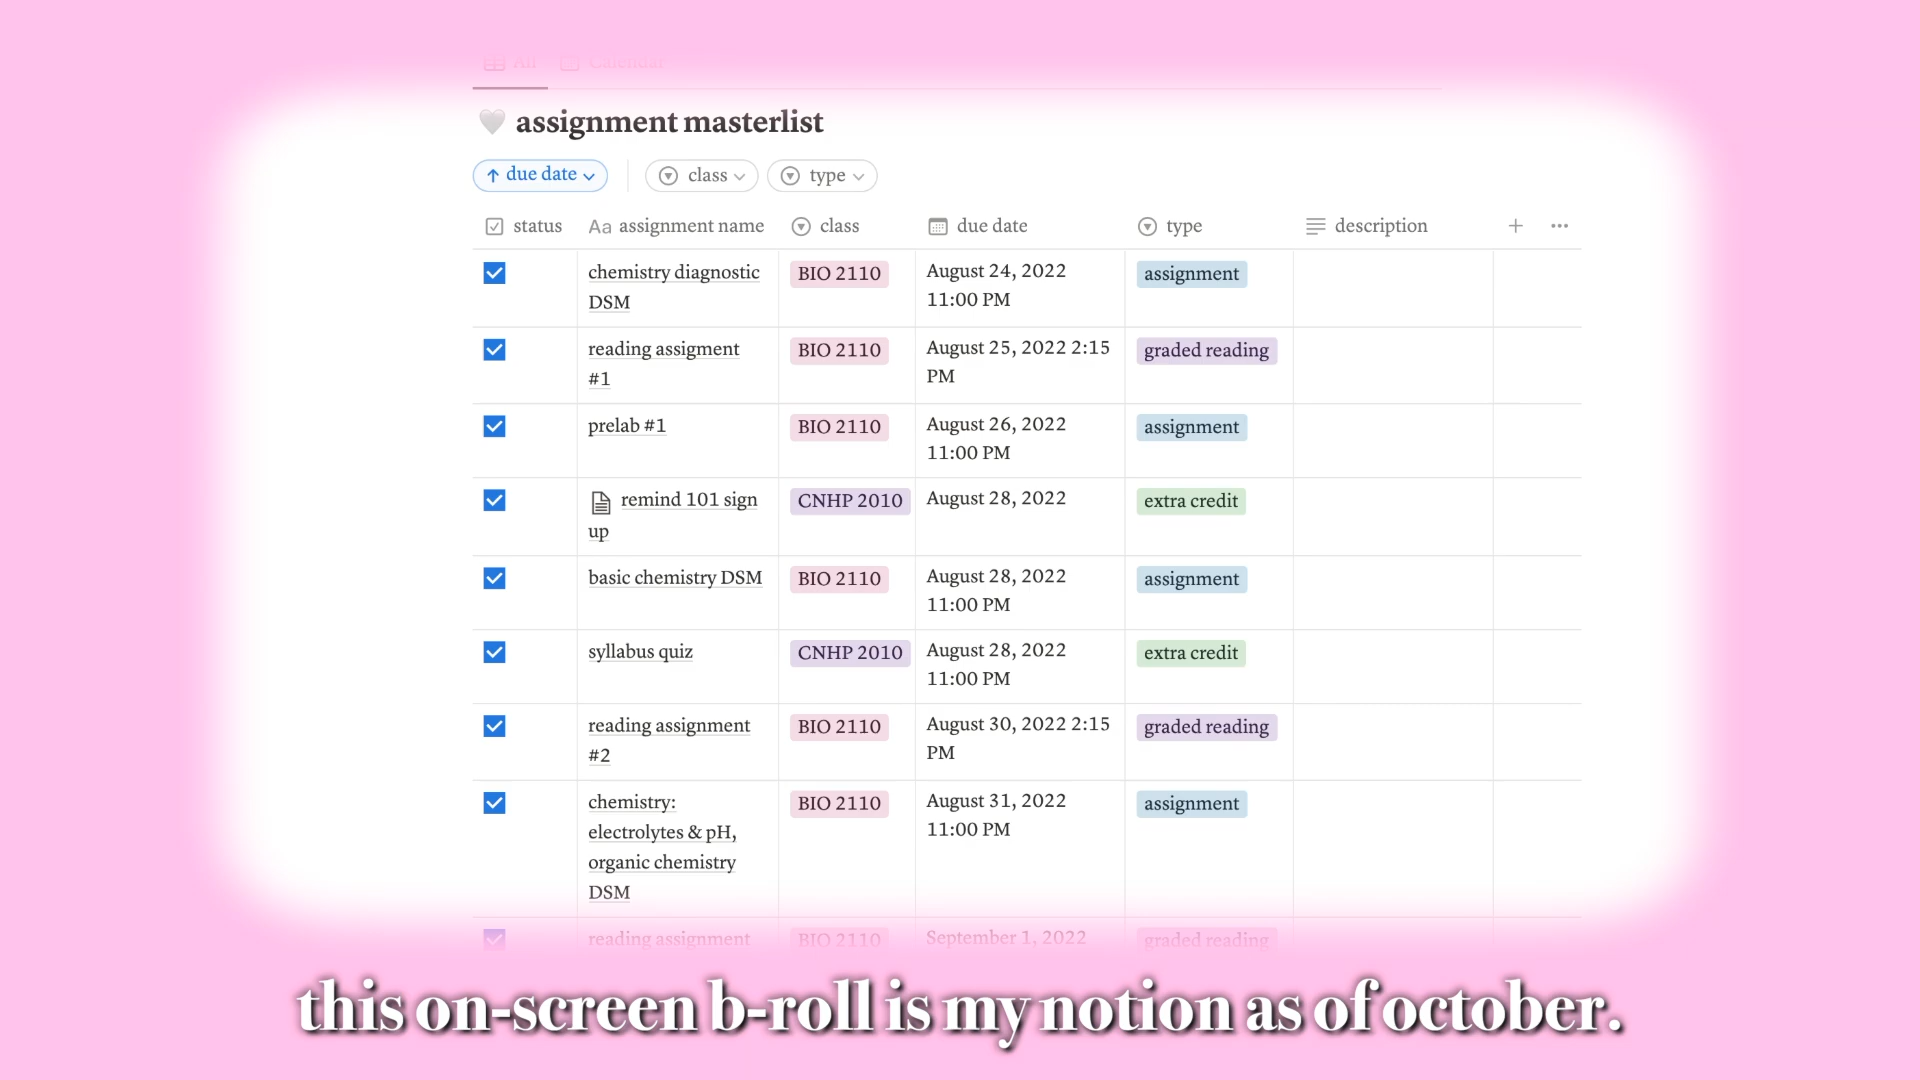 All Calendar
🤍 assignment masterlist
↑ due date class type
status Aa assignment name class due date type description + •••
chemistry diagnostic BIO 2110 August 24, 2022 assignment
DSM 11:00 PM
reading assigment BIO 2110 August 25, 2022 2:15 graded reading
#1 PM
prelab #1 BIO 2110 August 26, 2022 assignment
11:00 PM
remind 101 sign CNHP 2010 August 28, 2022 extra credit
up
basic chemistry DSM BIO 2110 August 28, 2022 assignment
11:00 PM
syllabus quiz CNHP 2010 August 28, 2022 extra credit
11:00 PM
reading assignment BIO 2110 August 30, 2022 2:15 graded reading
#2 PM
chemistry: BIO 2110 August 31, 2022 assignment
electrolytes & pH, 11:00 PM
organic chemistry
DSM
reading assignment BIO 2110 September 1, 2022 graded reading
this on-screen b-roll is my notion as of october.